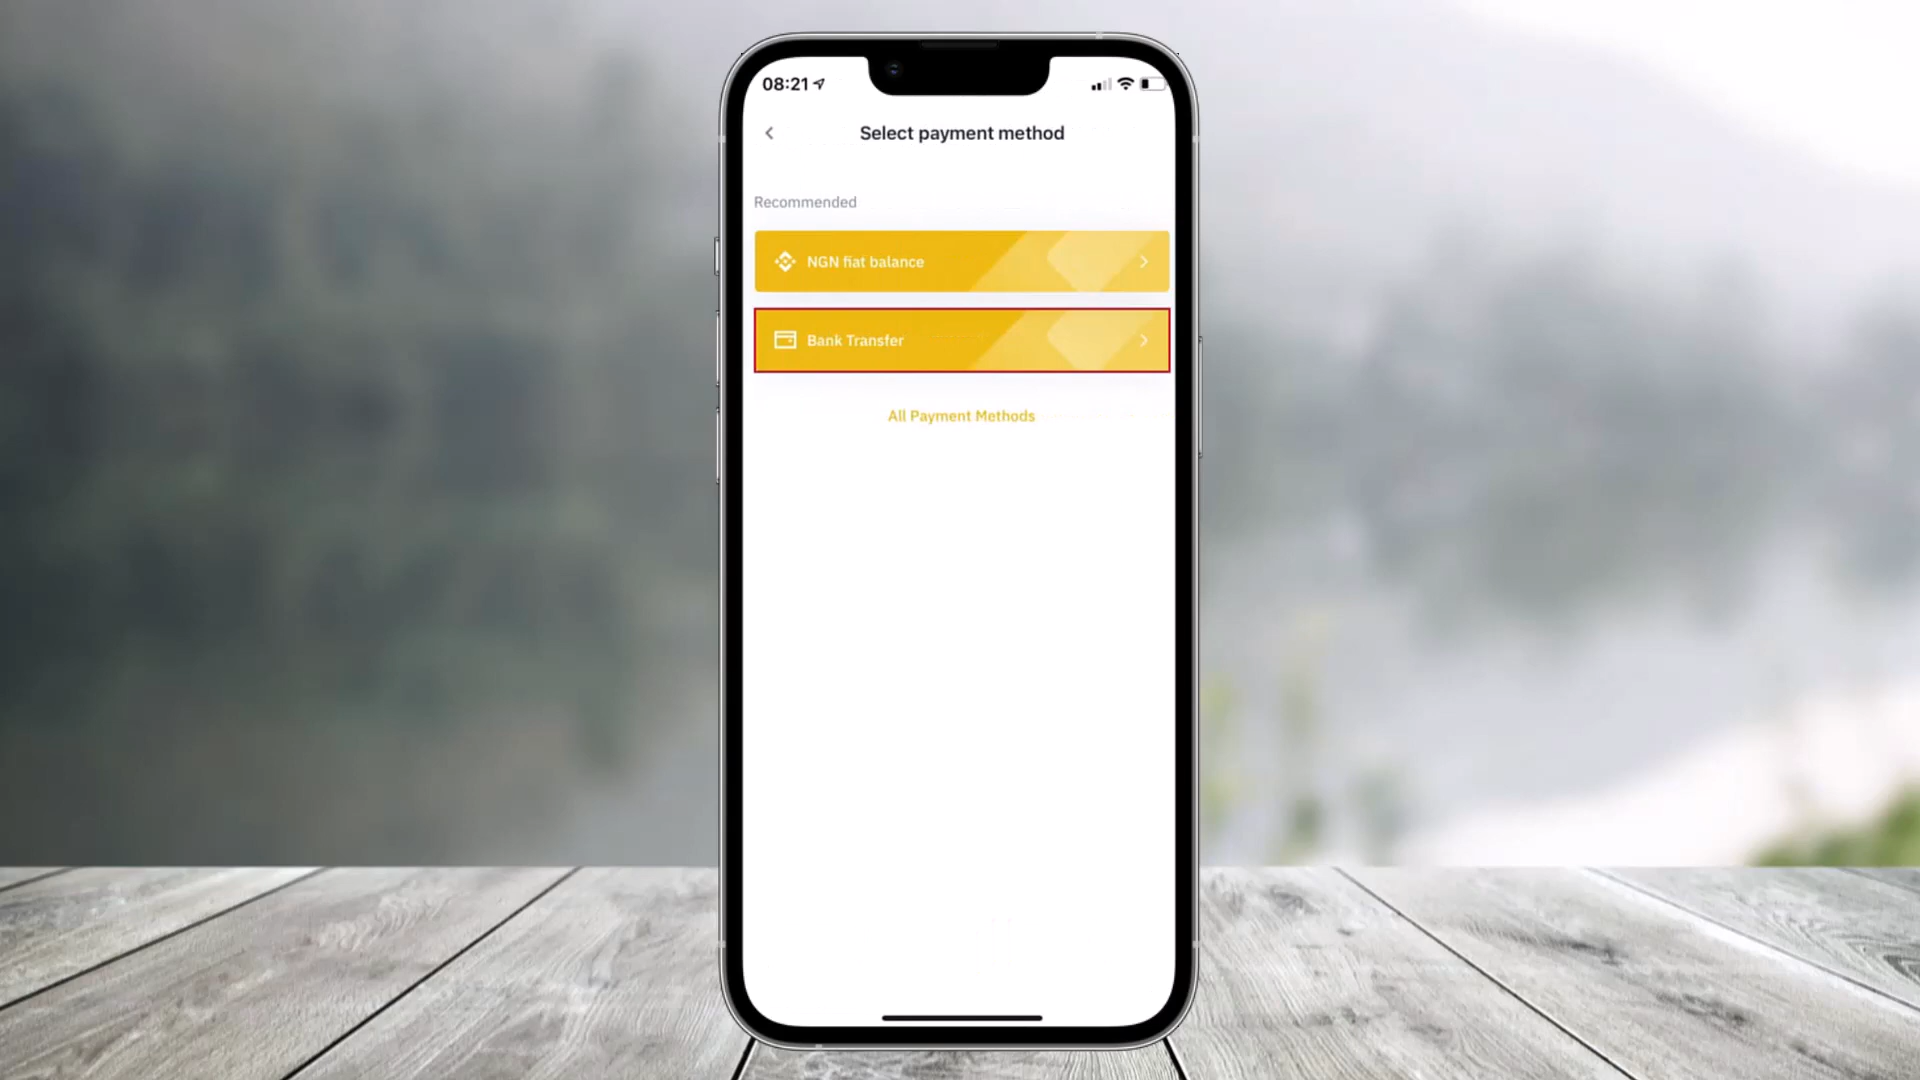 08:21
Select payment method
Recommended
NGN fiat balance
Bank Transfer
All Payment Methods